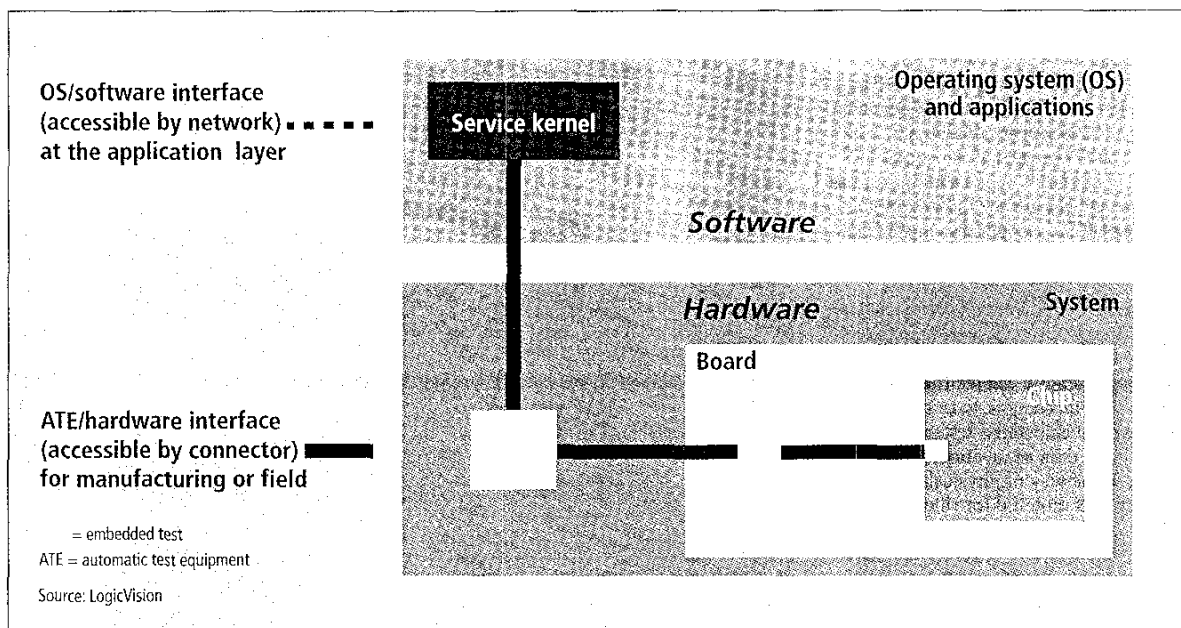 OS/software interface
(accessible by network)
at the application layer
Operating system (OS)
and applications
Service kernel
Software
Hardware
System
Board
Chip
ATE/hardware interface
(accessible by connector)
for manufacturing or field
= embedded test
ATE = automatic test equipment
Source: LogicVision